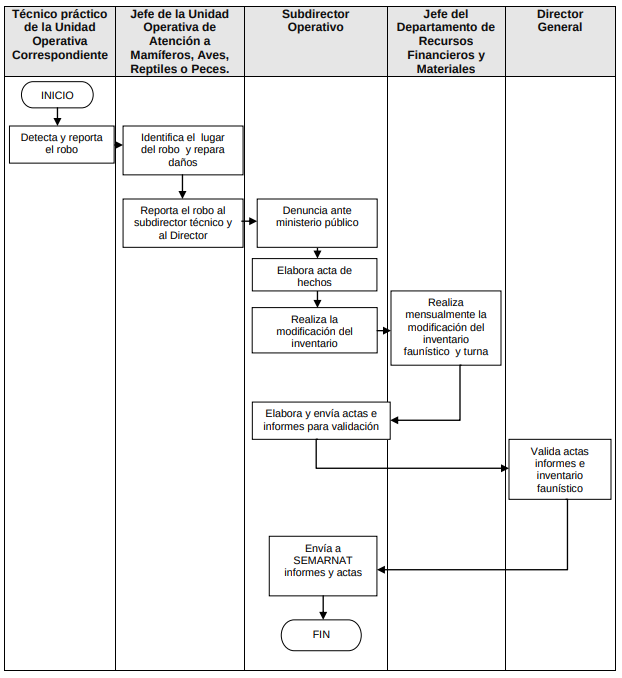 Técnico práctico
de la Unidad
Operativa
Correspondiente
Jefe de la Unidad
Operativa de
Atención a
Mamíferos, Aves,
Reptiles o Peces.
Subdirector
Operativo
Jefe del
Departamento de
Recursos
Financieros y
Materiales
Director
General
INICIO
Detecta y reporta
el robo
Identifica el lugar
del robo y repara
daños
Reporta el robo al
subdirector técnico y
al Director
Denuncia ante
ministerio público
Elabora acta de
hechos
Realiza la
modificación del
inventario
Realiza
mensualmente la
modificación del
inventario
faunístico y turna
Elabora y envía actas e
informes para validación
Valida actas
informes e
inventario
faunístico
Envía a
SEMARNAT
informes y actas
FIN